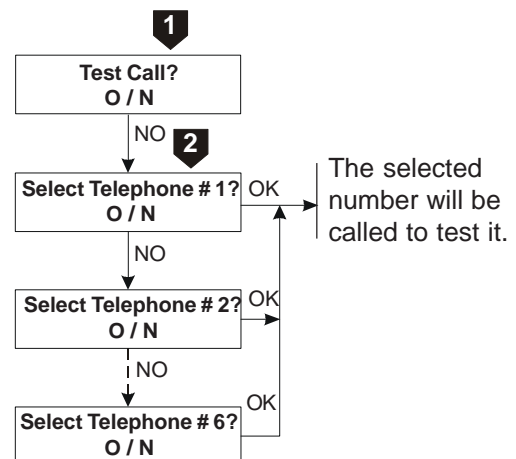 1
Test Call?
O / N
NO
2
Select Telephone # 1?
O / N
OK
The selected
number will be
called to test it.
NO
Select Telephone # 2?
O / N
OK
NO
OK
Select Telephone # 6?
O / N